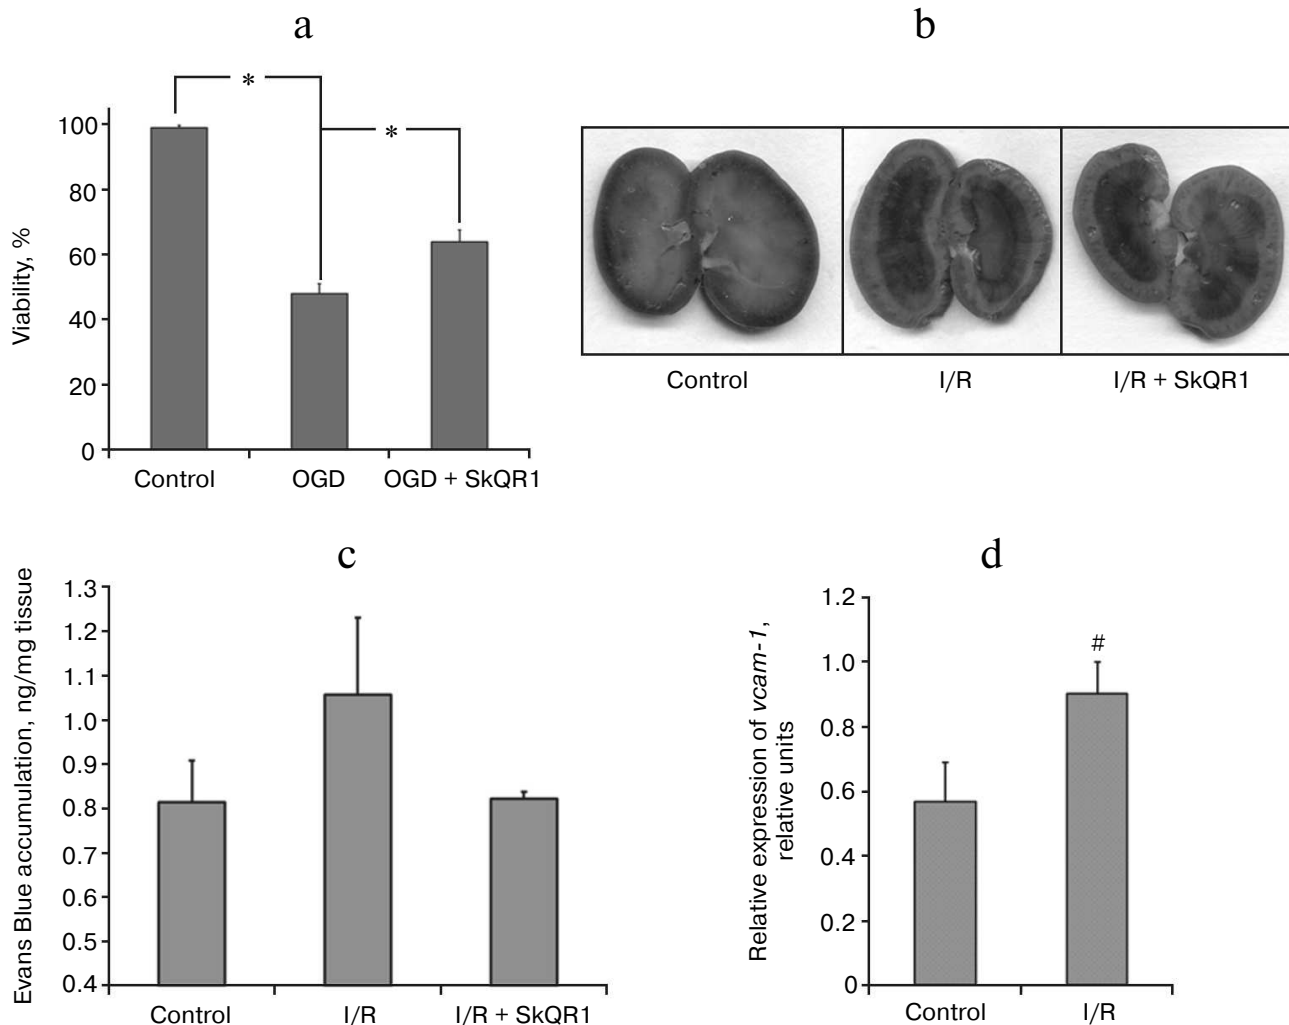 a
*
*
Viability, %
100
80
60
40
20
0
Control
OGD
OGD + SkQR1
b
Control
I/R
I/R + SkQR1
c
Evans Blue accumulation, ng/mg tissue
1.3
1.2
1.1
1.0
0.9
0.8
0.7
0.6
0.5
0.4
Control
I/R
I/R + SkQR1
d
Relative expression of vcam-1,
relative units
1.2
1.0
0.8
0.6
0.4
0.2
0
#
Control
I/R